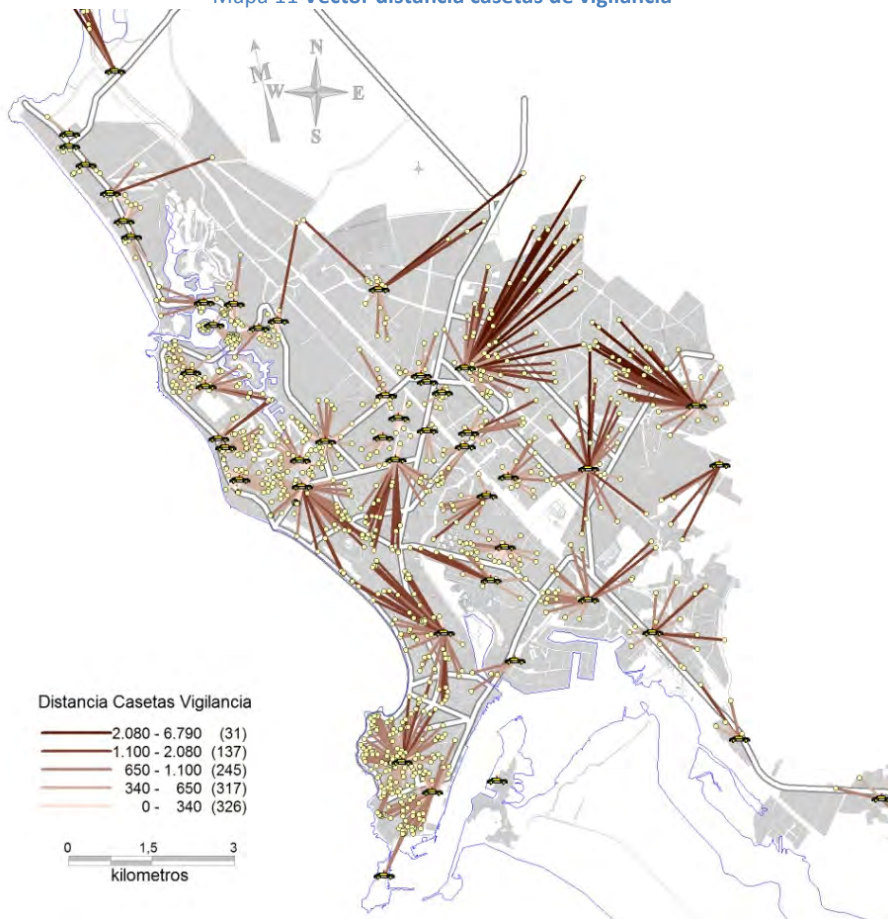 Mapa 11 Vector distancia casetas de vigilancia
N
M
W E
S
Distancia Casetas Vigilancia
2.080 - 6.790 (31)
1.100 - 2.080 (137)
650 - 1.100 (245)
340 - 650 (317)
0 - 340 (326)
0 1,5 3
kilometros